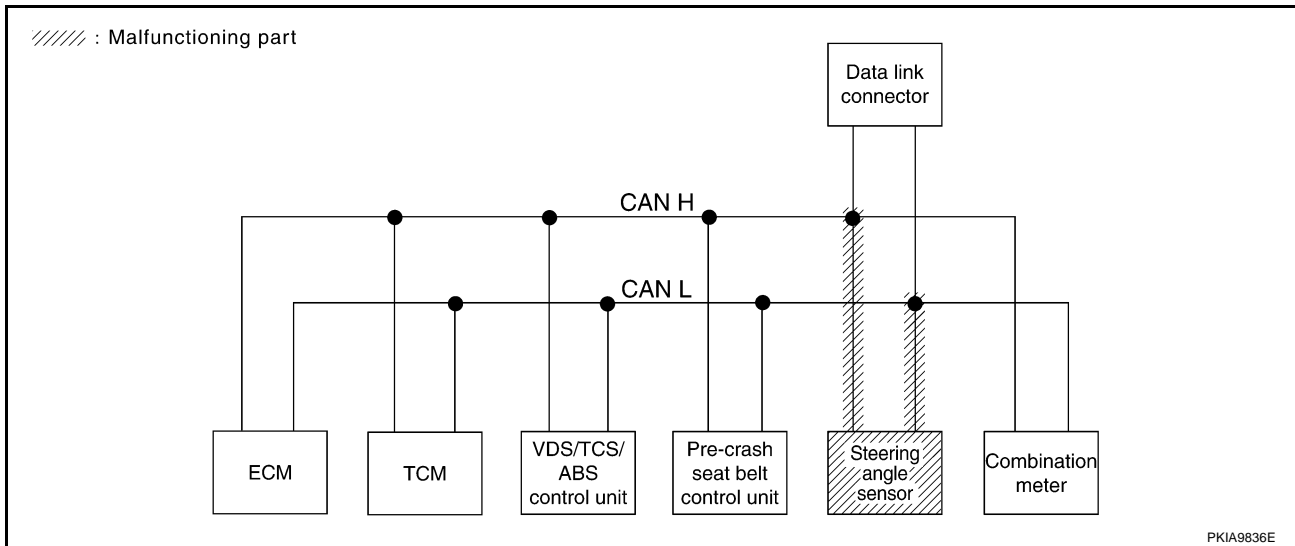 : Malfunctioning part
Data link
connector
CAN H
CAN L
ECM
TCM
VDS/TCS/
ABS
control unit
Pre-crash
seat belt
control unit
Steering
angle
sensor
Combination
meter
PKIA9836E